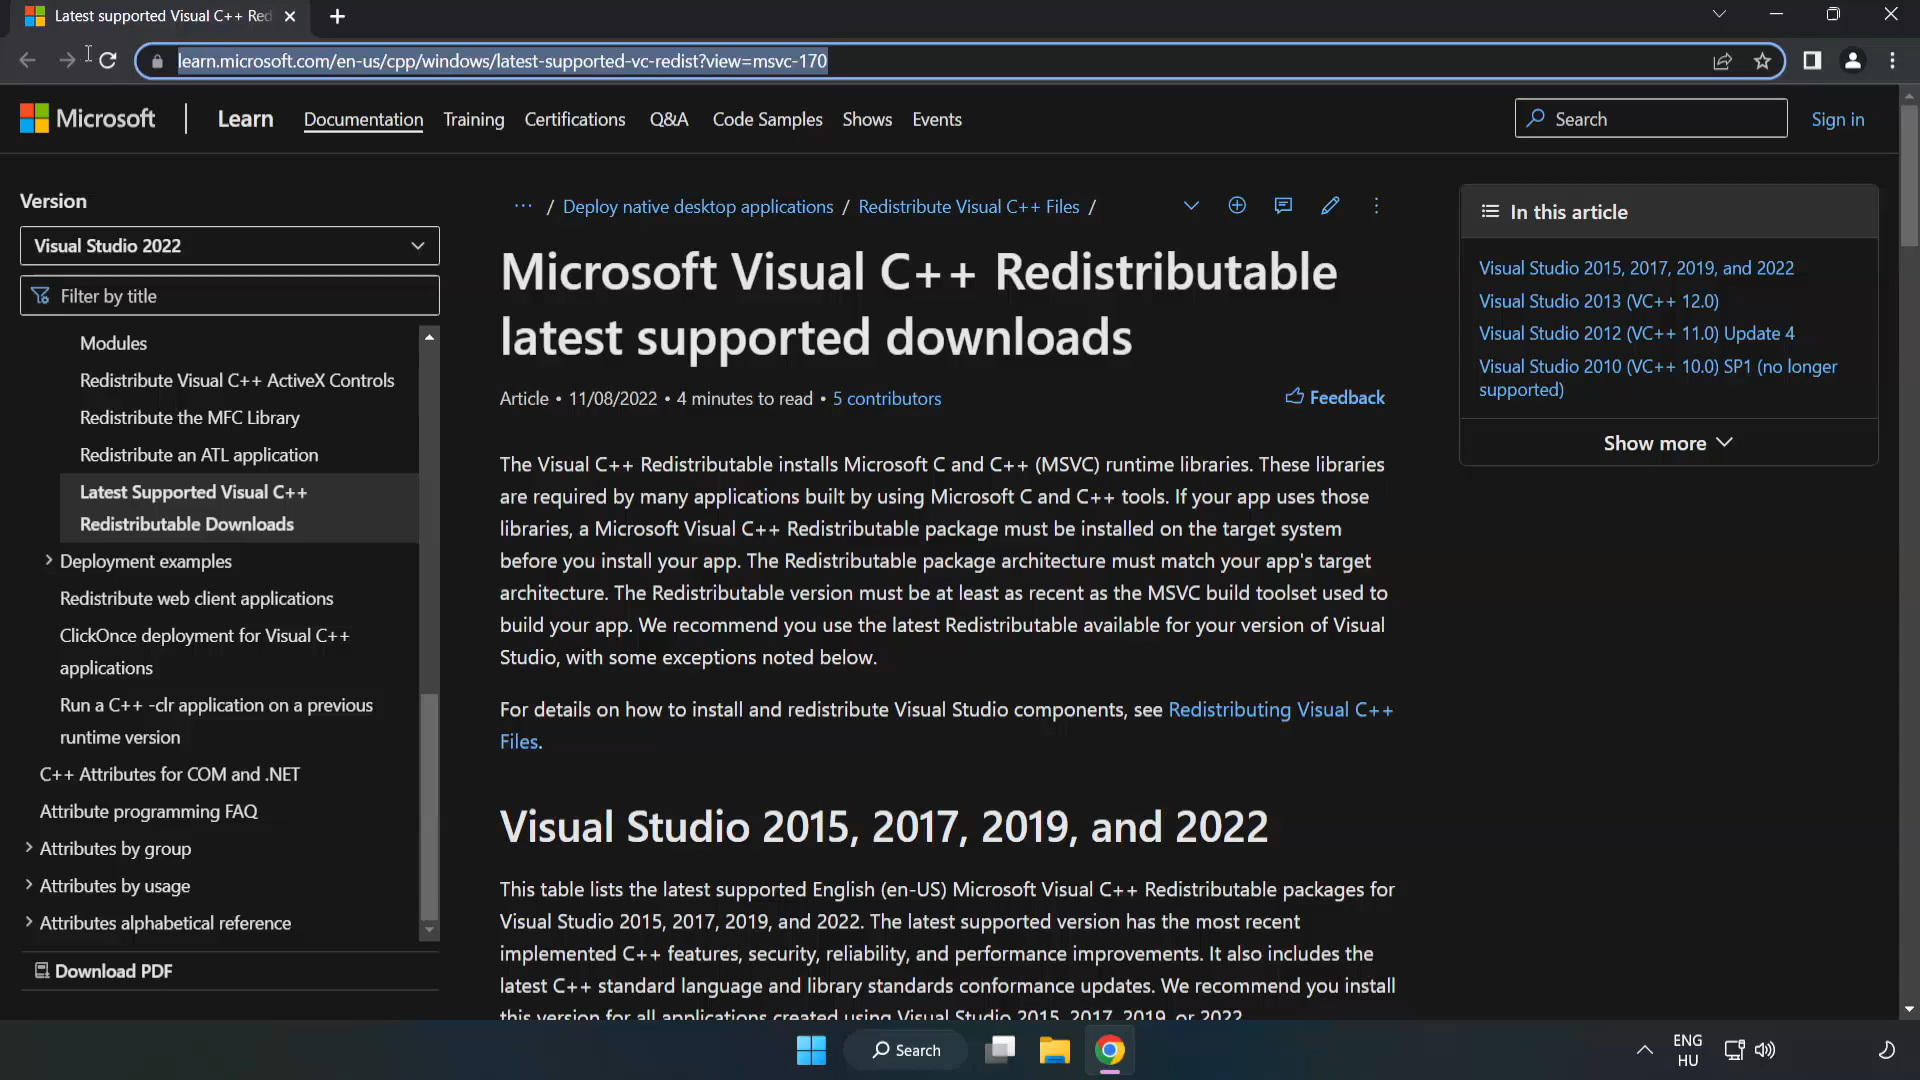 Latest supported Visual C++ Red
learn.microsoft.com/en-us/cpp/windows/latest-supported-vc-redist?view=msvc-170
Microsoft
Learn
Documentation
Training
Certifications
Q&A
Code Samples
Shows
Events
Search
Sign in
Version
Visual Studio 2022
Filter by title
Modules
Redistribute Visual C++ ActiveX Controls
Redistribute the MFC Library
Redistribute an ATL application
Latest Supported Visual C++
Redistributable Downloads
Deployment examples
Redistribute web client applications
ClickOnce deployment for Visual C++
applications
Run a C++ -clr application on a previous
runtime version
C++ Attributes for COM and .NET
Attribute programming FAQ
Attributes by group
Attributes by usage
Attributes alphabetical reference
Download PDF
··· / Deploy native desktop applications / Redistribute Visual C++ Files /
Microsoft Visual C++ Redistributable
latest supported downloads
Article • 11/08/2022 • 4 minutes to read • 5 contributors
Feedback
The Visual C++ Redistributable installs Microsoft C and C++ (MSVC) runtime libraries. These libraries
are required by many applications built by using Microsoft C and C++ tools. If your app uses those
libraries, a Microsoft Visual C++ Redistributable package must be installed on the target system
before you install your app. The Redistributable package architecture must match your app's target
architecture. The Redistributable version must be at least as recent as the MSVC build toolset used to
build your app. We recommend you use the latest Redistributable available for your version of Visual
Studio, with some exceptions noted below.
For details on how to install and redistribute Visual Studio components, see Redistributing Visual C++
Files.
Visual Studio 2015, 2017, 2019, and 2022
This table lists the latest supported English (en-US) Microsoft Visual C++ Redistributable packages for
Visual Studio 2015, 2017, 2019, and 2022. The latest supported version has the most recent
implemented C++ features, security, reliability, and performance improvements. It also includes the
latest C++ standard language and library standards conformance updates. We recommend you install
this version for all applications created using Visual Studio 2015, 2017, 2019, or 2022.
In this article
Visual Studio 2015, 2017, 2019, and 2022
Visual Studio 2013 (VC++ 12.0)
Visual Studio 2012 (VC++ 11.0) Update 4
Visual Studio 2010 (VC++ 10.0) SP1 (no longer
supported)
Show more
Search
ENG
HU